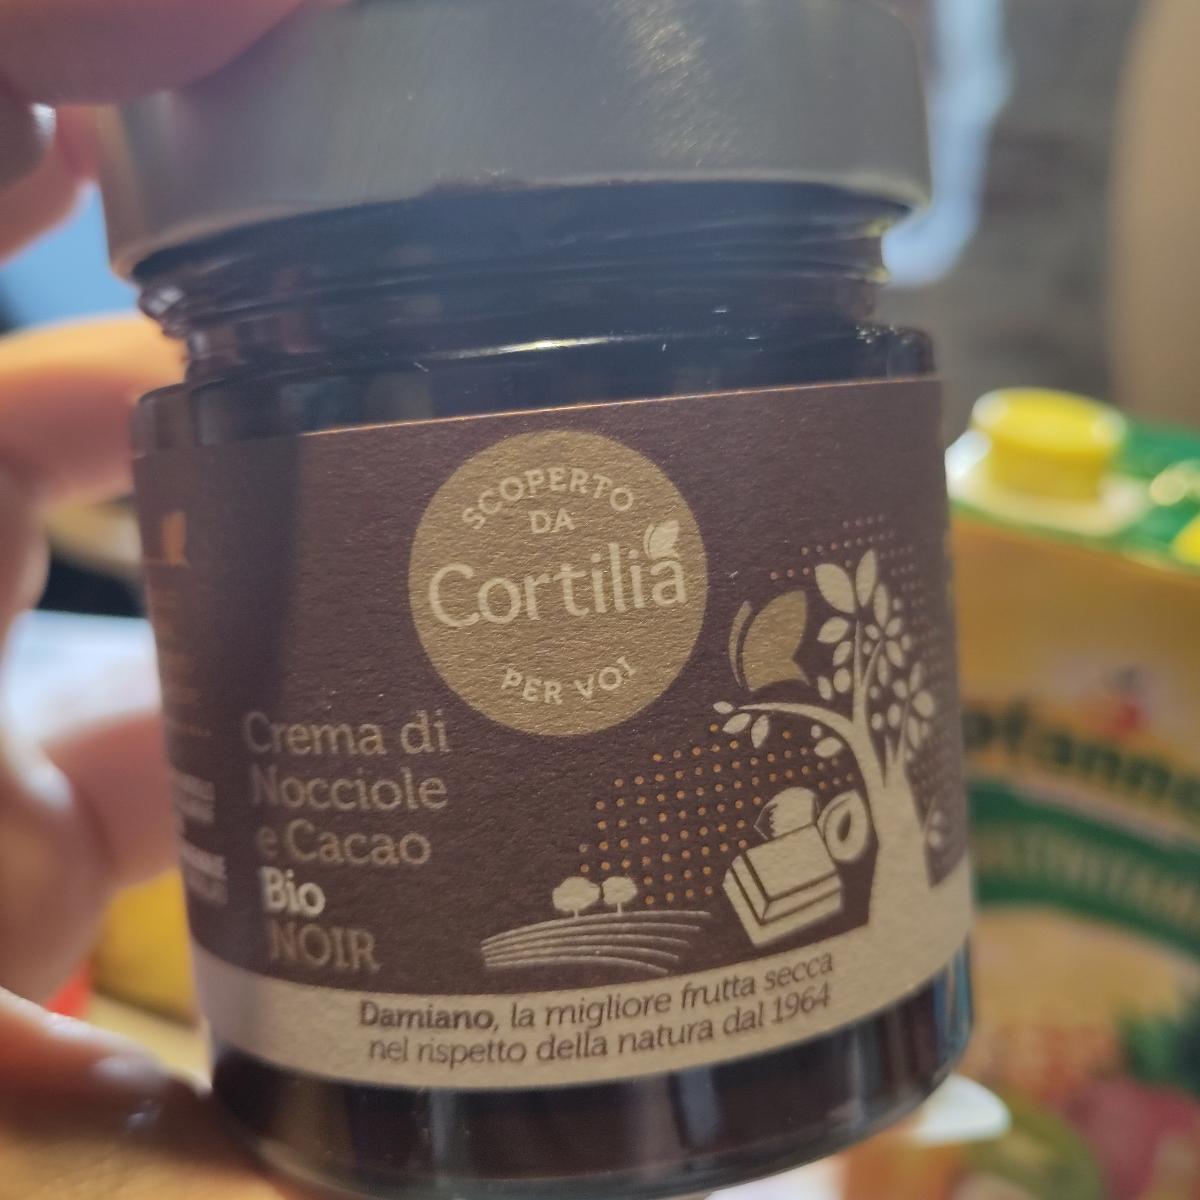 SCOPERTO
DA
Cortilia
PER VOI
Crema di
Nocciole
e Cacao
Bio
NOIR
Damiano, la migliore frutta secca
nel rispetto della natura dal 1964